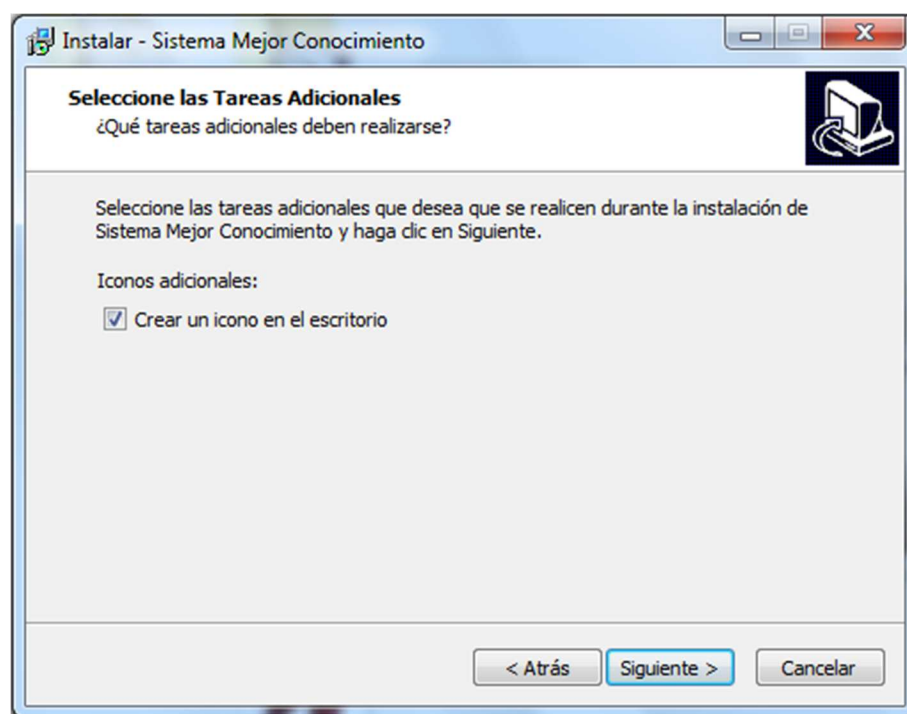 Instalar - Sistema Mejor Conocimiento
Seleccione las Tareas Adicionales
¿Qué tareas adicionales deben realizarse?
Seleccione las tareas adicionales que desea que se realicen durante la instalación de
Sistema Mejor Conocimiento y haga clic en Siguiente.
Iconos adicionales:
Crear un icono en el escritorio
< Atrás
Siguiente >
Cancelar